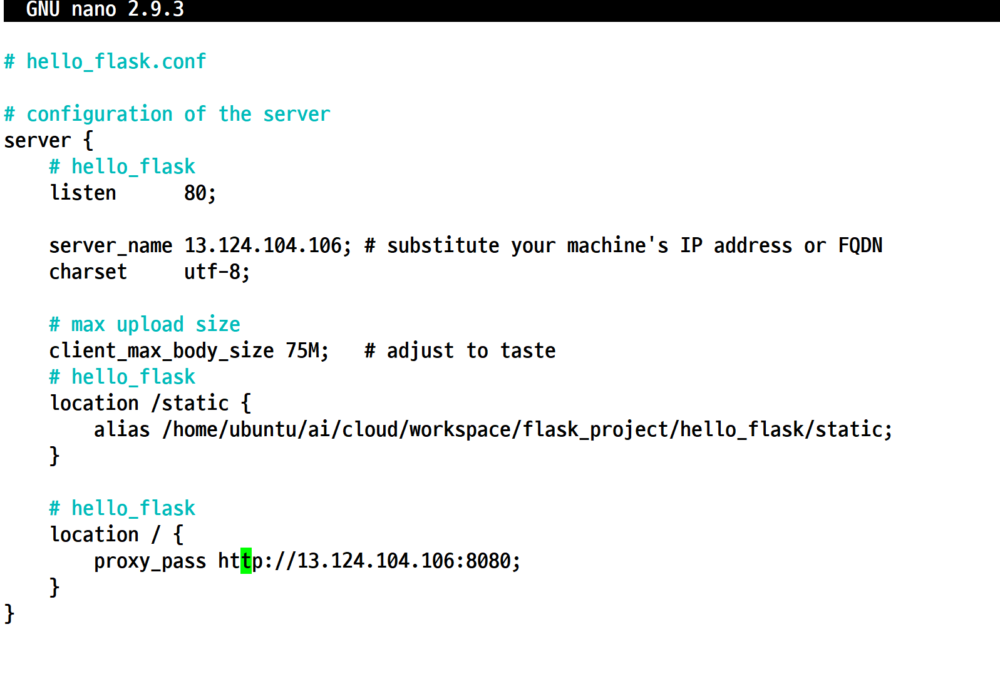 GNU nano 2.9.3
# hello_flask.conf
# configuration of the server
server {
    # hello_flask
    listen      80;
    server_name 13.124.104.106; # substitute your machine's IP address or FQDN
    charset     utf-8;
    # max upload size
    client_max_body_size 75M;   # adjust to taste
    # hello_flask
    location /static {
        alias /home/ubuntu/ai/cloud/workspace/flask_project/hello_flask/static;
    }
    # hello_flask
    location / {
        proxy_pass http://13.124.104.106:8080;
    }
}